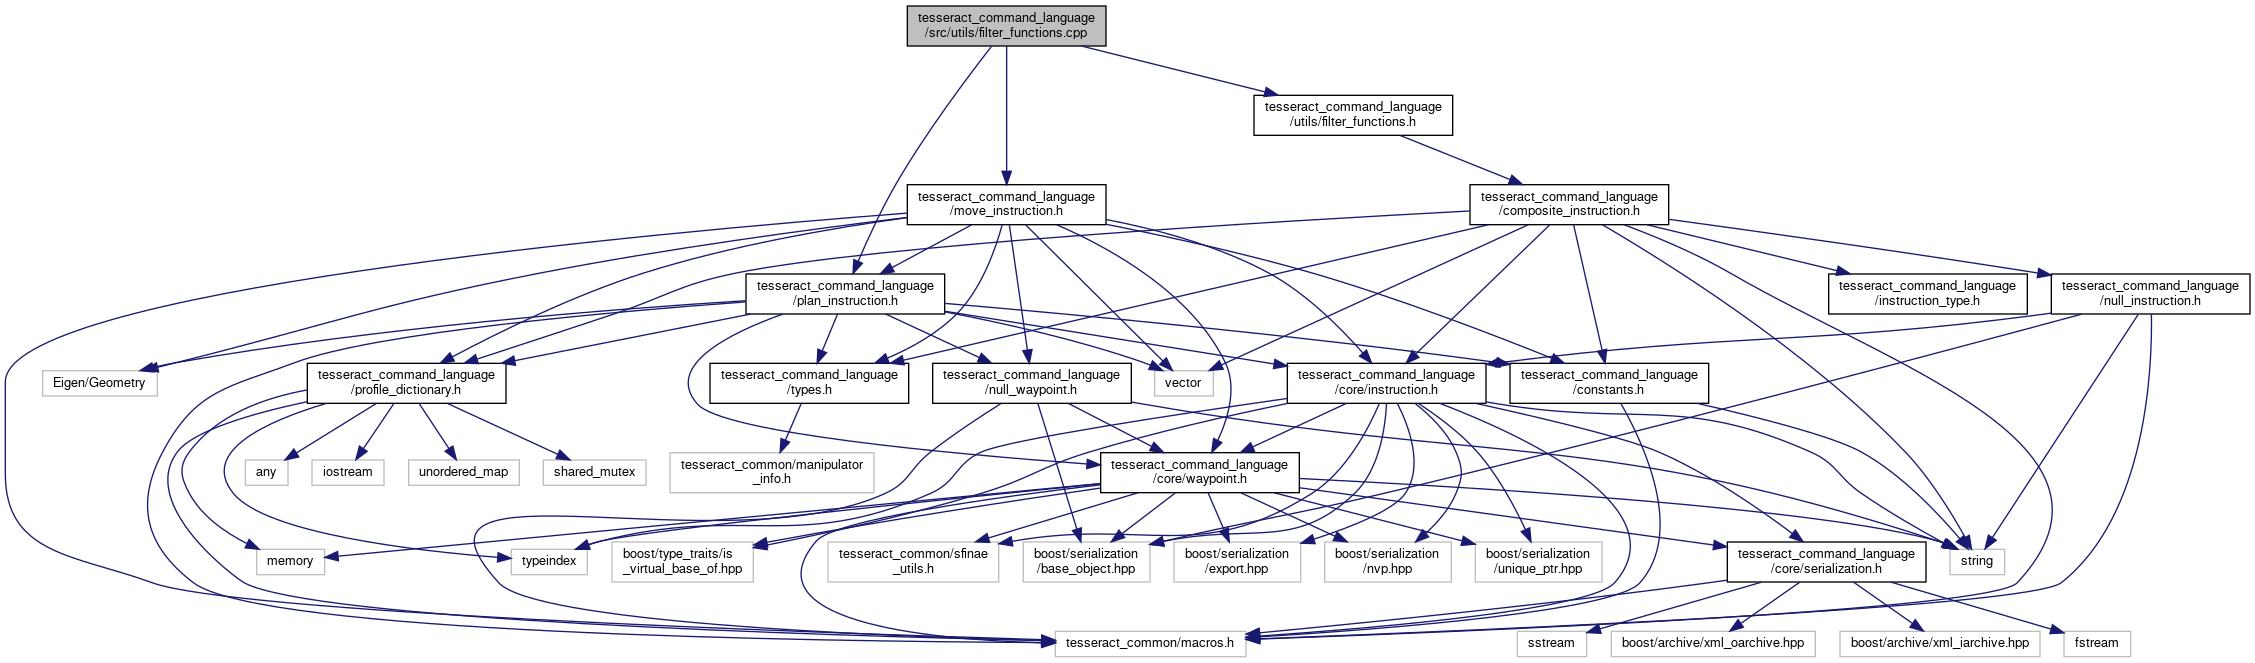 tesseract_command_language
/src/utils/filter_functions.cpp
tesseract_command_language
/utils/filter_functions.h
tesseract_command_language
/move_instruction.h
tesseract_command_language
/composite_instruction.h
tesseract_command_language
/plan_instruction.h
tesseract_command_language
/instruction_type.h
tesseract_command_language
/null_instruction.h
Eigen/Geometry
tesseract_command_language
/profile_dictionary.h
tesseract_command_language
/types.h
tesseract_command_language
/null_waypoint.h
vector
tesseract_command_language
/core/instruction.h
tesseract_command_language
/constants.h
any
iostream
unordered_map
shared_mutex
tesseract_common/manipulator
_info.h
tesseract_command_language
/core/waypoint.h
memory
typeindex
boost/type_traits/is
_virtual_base_of.hpp
tesseract_common/sfinae
_utils.h
boost/serialization
/base_object.hpp
boost/serialization
/export.hpp
boost/serialization
/nvp.hpp
boost/serialization
/unique_ptr.hpp
tesseract_command_language
/core/serialization.h
string
tesseract_common/macros.h
sstream
boost/archive/xml_oarchive.hpp
boost/archive/xml_iarchive.hpp
fstream